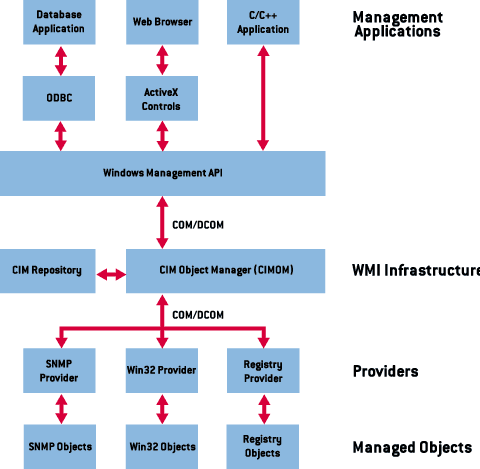 Database
Application
Web Browser
C/C++
Application
Management
Applications
ODBC
ActiveX
Controls
Windows Management API
COM/DCOM
CIM Repository
CIM Object Manager (CIMOM)
WMI Infrastructure
COM/DCOM
SNMP
Provider
Win32 Provider
Registry
Provider
Providers
SNMP Objects
Win32 Objects
Registry
Objects
Managed Objects